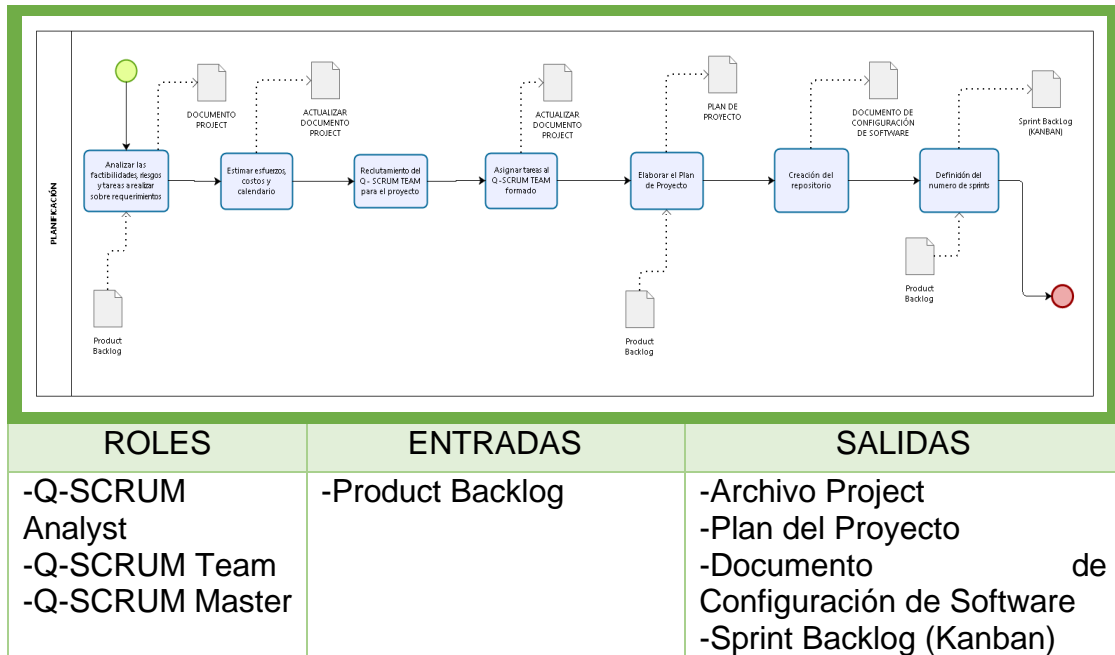 PLANIFICACIÓN
DOCUMENTO
PROJECT
ACTUALIZAR
DOCUMENTO
PROJECT
ACTUALIZAR
DOCUMENTO
PROJECT
PLAN DE
PROYECTO
DOCUMENTO DE
CONFIGURACIÓN
DE SOFTWARE
Sprint BackLog
(KANBAN)
Analizar las
factibilidades, riesgos
y tareas a realizar
sobre requerimientos
Estimar esfuerzos,
costos y
calendario
Reclutamiento del
Q - SCRUM TEAM
para el proyecto
Asignar tareas al
Q-SCRUM TEAM
formado
Elaborar el Plan
de Proyecto
Creación del
repositorio
Definición del
numero de sprints
Product
Backlog
Product
Backlog
Product
Backlog
ROLES
ENTRADAS
SALIDAS
-Q-SCRUM
Analyst
-Q-SCRUM Team
-Q-SCRUM Master
-Product Backlog
-Archivo Project
-Plan del Proyecto
-Documento de
Configuración de Software
-Sprint Backlog (Kanban)